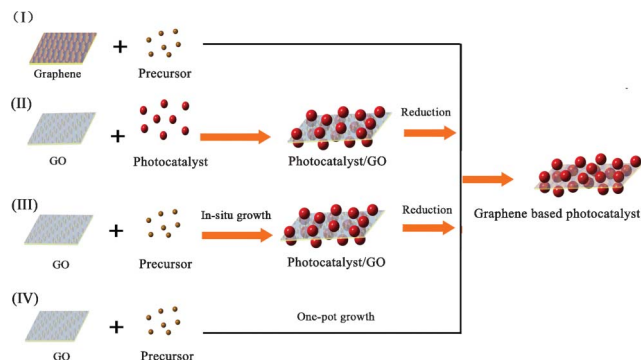 (I)
+
Graphene
Precursor
(II)
+
Reduction
GO
Photocatalyst
Photocatalyst/GO
(III)
+
In-situ growth
Reduction
Graphene based photocatalyst
GO
Precursor
Photocatalyst/GO
(IV)
+
One-pot growth
GO
Precursor